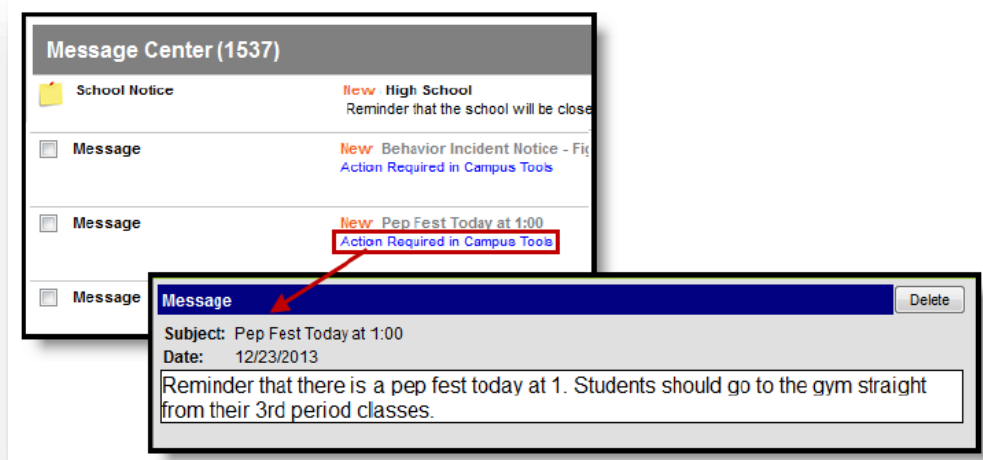 Message Center (1537)
School Notice
New High School
Reminder that the school will be close
Message
New Behavior Incident Notice - Fig
Action Required in Campus Tools
Message
New Pep Fest Today at 1:00
Action Required in Campus Tools
Message
Message
Delete
Subject: Pep Fest Today at 1:00
Date: 12/23/2013
Reminder that there is a pep fest today at 1. Students should go to the gym straight
from their 3rd period classes.